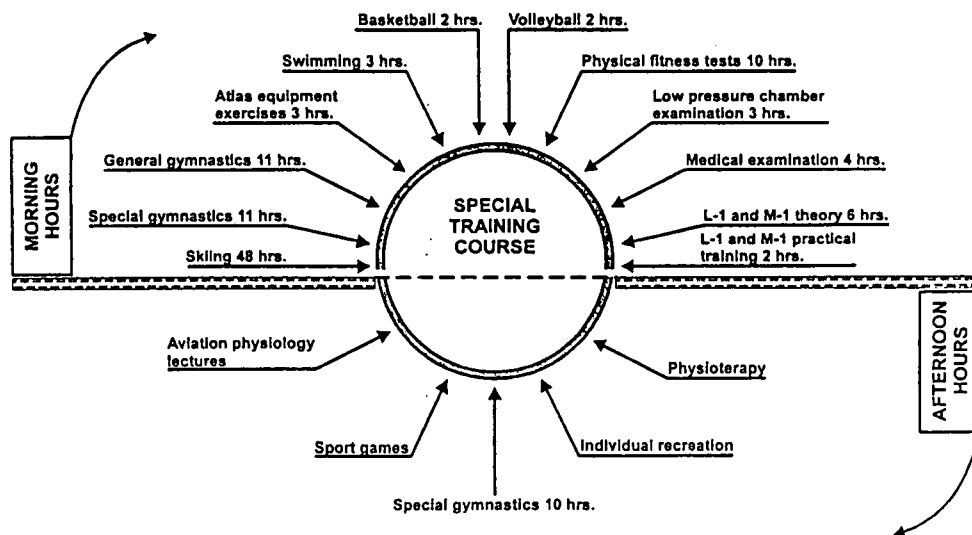 Basketball 2 hrs.
Volleyball 2 hrs.
Swimming 3 hrs.
Physical fitness tests 10 hrs.
Atlas equipment
exercises 3 hrs.
Low pressure chamber
examination 3 hrs.
General gymnastics 11 hrs.
Medical examination 4 hrs.
MORNING
HOURS
SPECIAL
TRAINING
COURSE
Special gymnastics 11 hrs.
L-1 and M-1 theory 6 hrs.
Skiing 48 hrs.
L-1 and M-1 practical
training 2 hrs.
Aviation physiology
lectures
Physioterapy
AFTERNOON
HOURS
Sport games
Individual recreation
Special gymnastics 10 hrs.